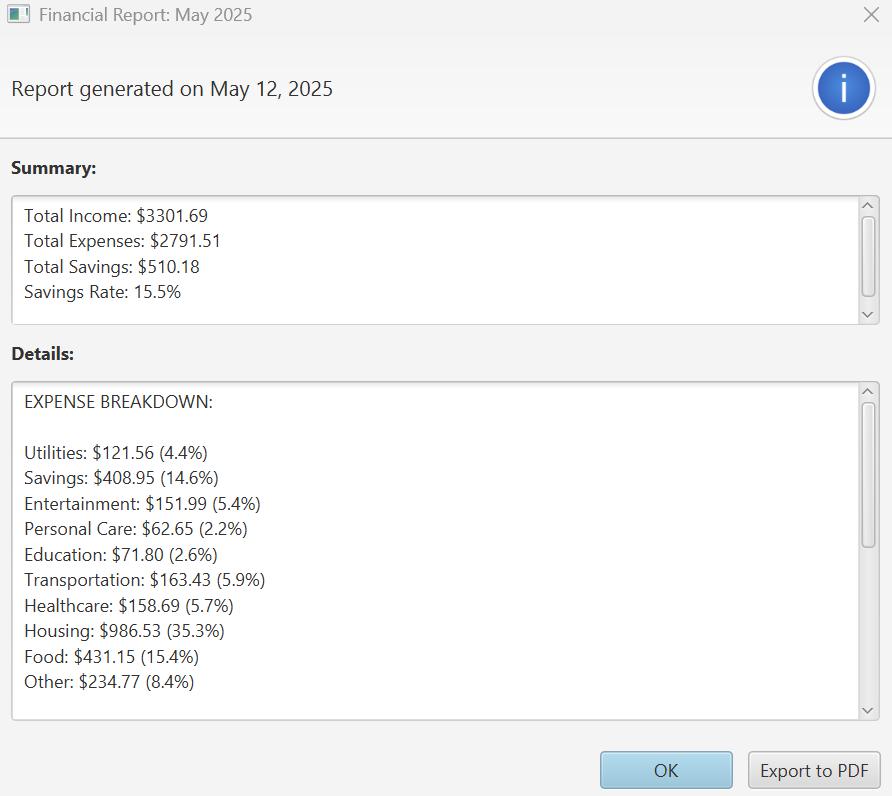 Financial Report: May 2025
Report generated on May 12, 2025
i
Summary:
Total Income: $3301.69
Total Expenses: $2791.51
Total Savings: $510.18
Savings Rate: 15.5%
Details:
EXPENSE BREAKDOWN:
Utilities: $121.56 (4.4%)
Savings: $408.95 (14.6%)
Entertainment: $151.99 (5.4%)
Personal Care: $62.65 (2.2%)
Education: $71.80 (2.6%)
Transportation: $163.43 (5.9%)
Healthcare: $158.69 (5.7%)
Housing: $986.53 (35.3%)
Food: $431.15 (15.4%)
Other: $234.77 (8.4%)
OK
Export to PDF